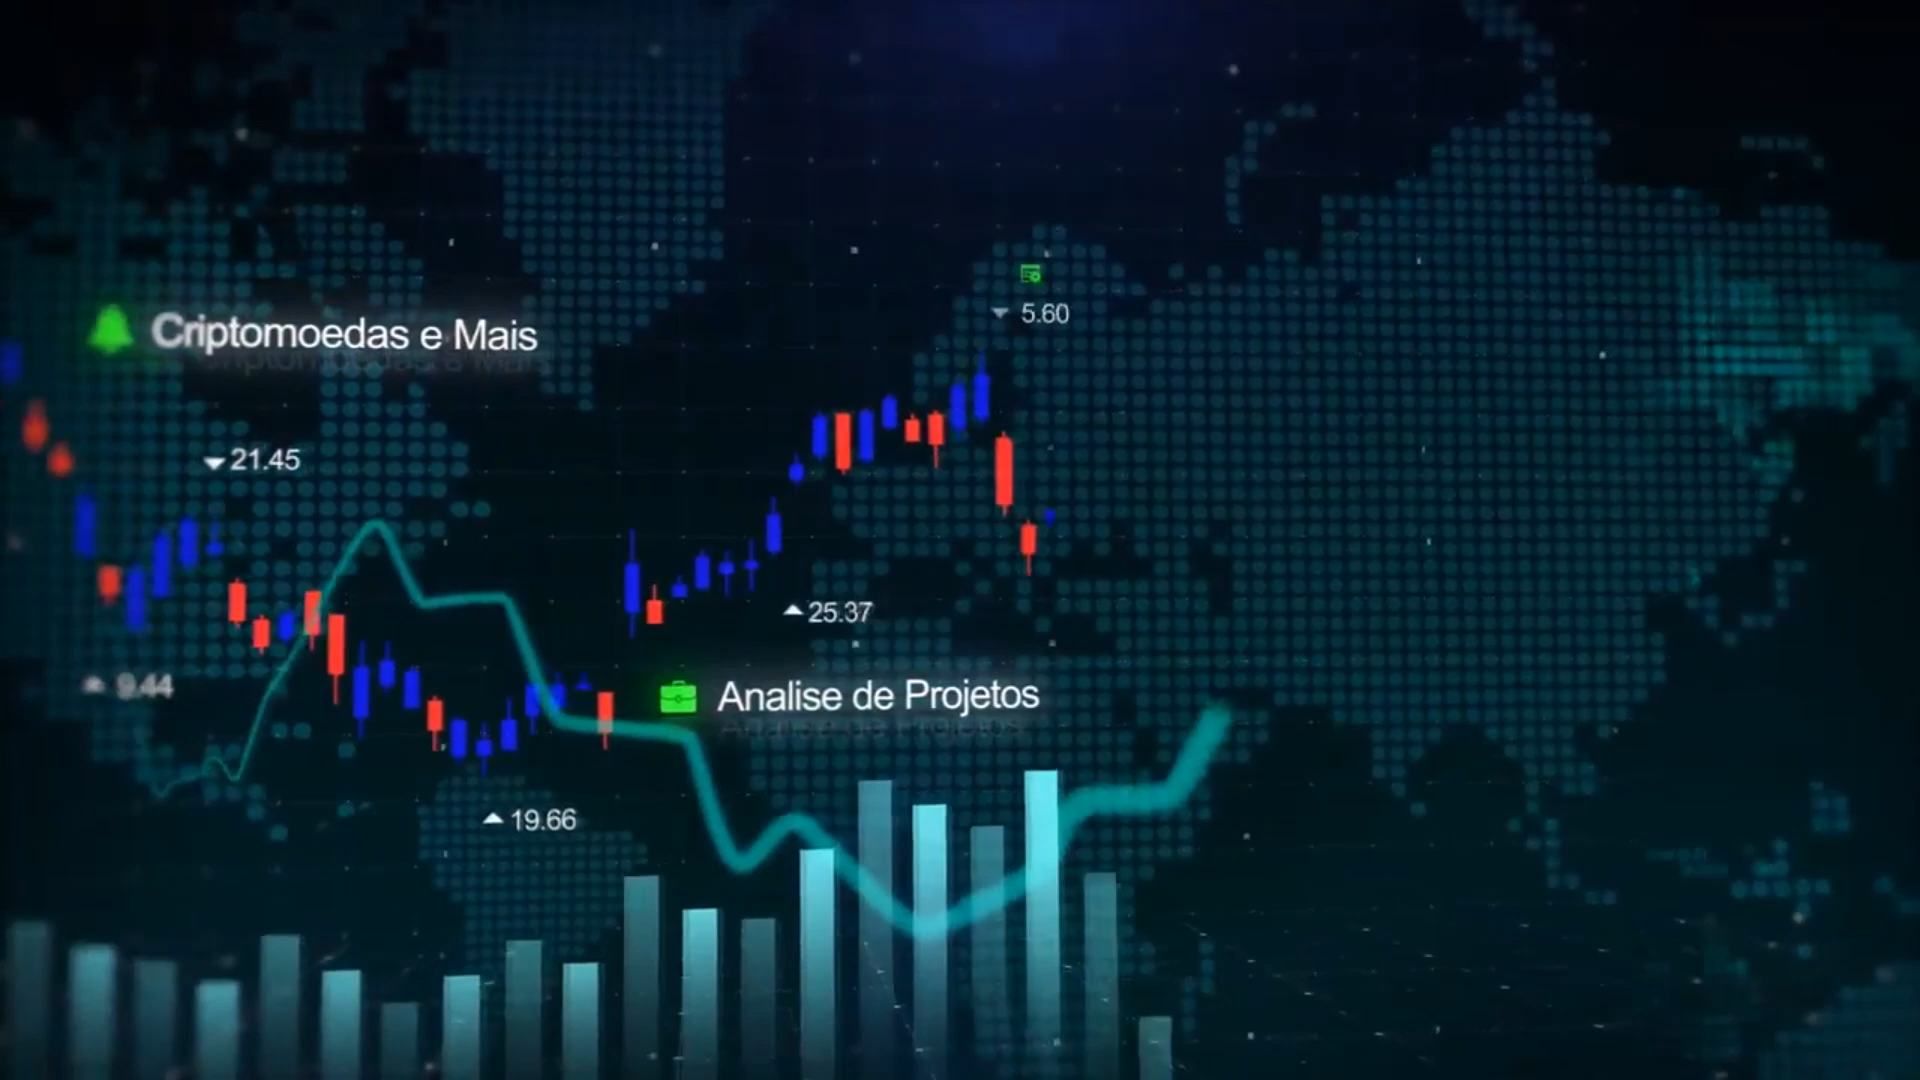 5.60
Criptomoedas e Mais
21.45
25.37
9.44
Analise de Projetos
19.66